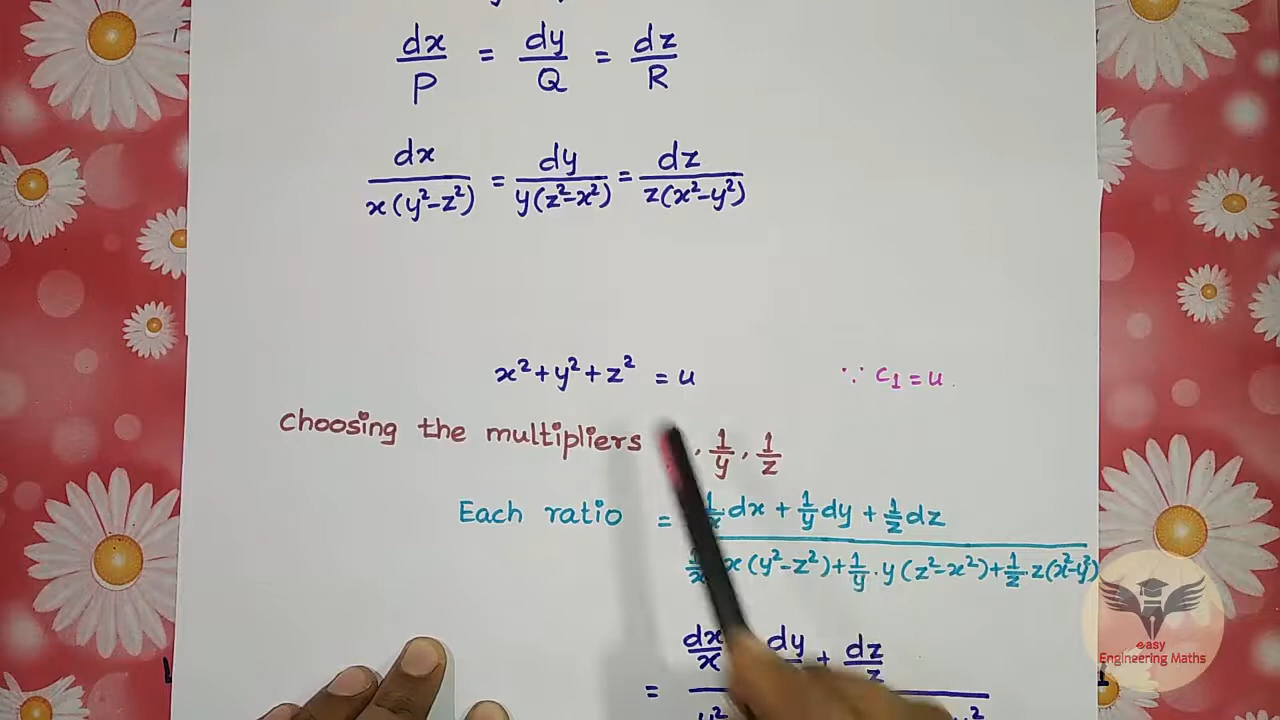 dx/P = dy/Q = dz/R
dx/x(y²-z²) = dy/y(z²-x²) = dz/z(x²-y²)
x²+y²+z² = u ∵ c₁ = u.
choosing the multipliers , 1/y, 1/z
Each ratio = 1/x dx + 1/y dy + 1/z dz
1/x x(y²-z²)+1/y.y(z²-x²)+1/z.z(x²-y²)
= dx/x dy + dz/z
easy
Engineering Maths